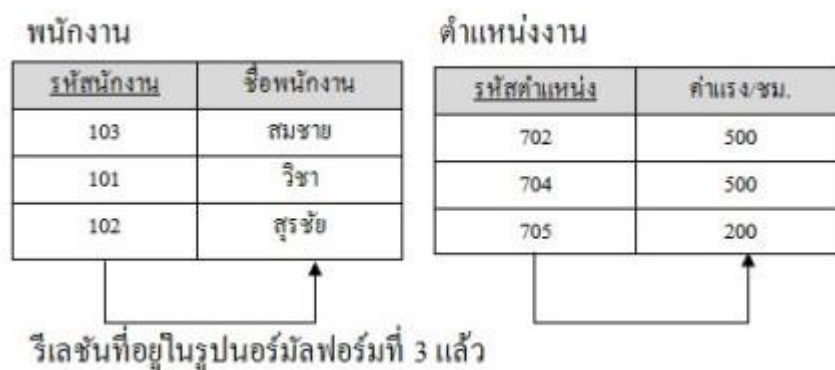 พนักงาน
รหัสนักงาน ชื่อพนักงาน
103 สมชาย
101 วิชา
102 สุรชัย
ตำแหน่งงาน
รหัสตำแหน่ง ค่าแรง/ชม.
702 500
704 500
705 200
รีเลชันที่อยู่ในรูปนอร์มัลฟอร์มที่ 3 แล้ว